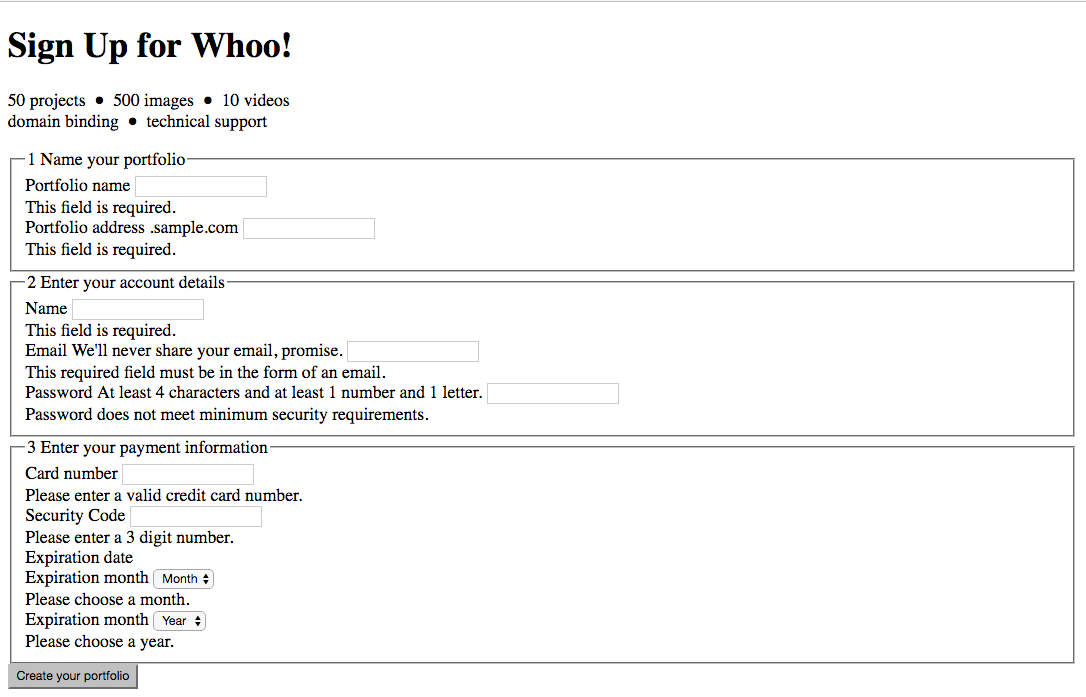 Sign Up for Whoo!
50 projects ● 500 images ● 10 videos
domain binding ● technical support
1 Name your portfolio
Portfolio name
This field is required.
Portfolio address .sample.com
This field is required.
2 Enter your account details
Name
This field is required.
Email We'll never share your email, promise.
This required field must be in the form of an email.
Password At least 4 characters and at least 1 number and 1 letter.
Password does not meet minimum security requirements.
3 Enter your payment information
Card number
Please enter a valid credit card number.
Security Code
Please enter a 3 digit number.
Expiration date
Expiration month Month
Please choose a month.
Expiration month Year
Please choose a year.
Create your portfolio